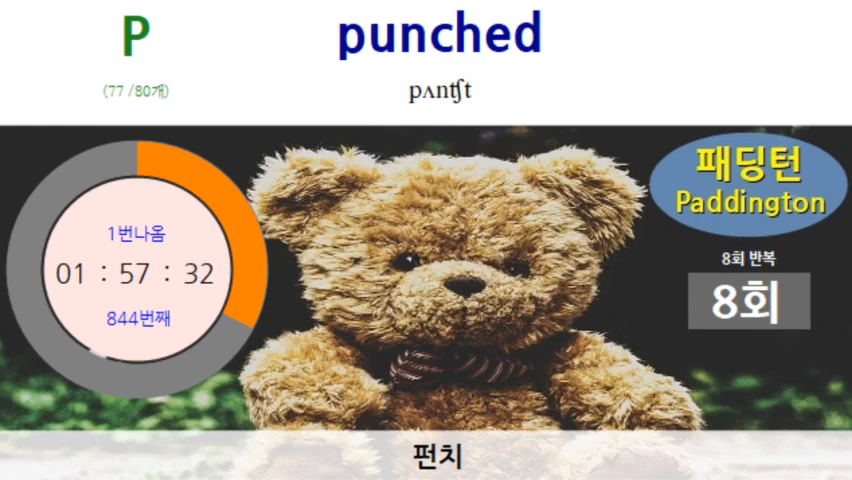 P
punched
(77 /80개)
pʌnʧt
패딩턴
Paddington
1번나옴
01 : 57 : 32
844번째
8회 반복
8회
펀치